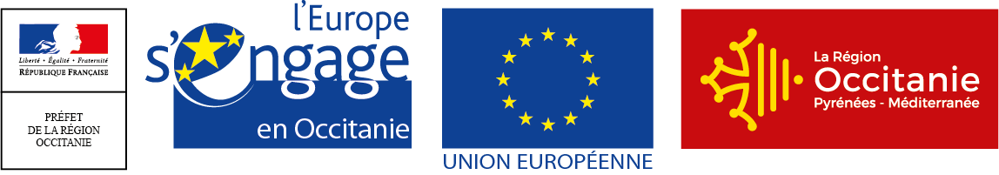 Liberté • Égalité • Fraternité
RÉPUBLIQUE FRANÇAISE
PRÉFET
DE LA RÉGION
OCCITANIE
l'Europe
s'engage
en Occitanie
UNION EUROPÉENNE
La Région
Occitanie
Pyrénées - Méditerranée